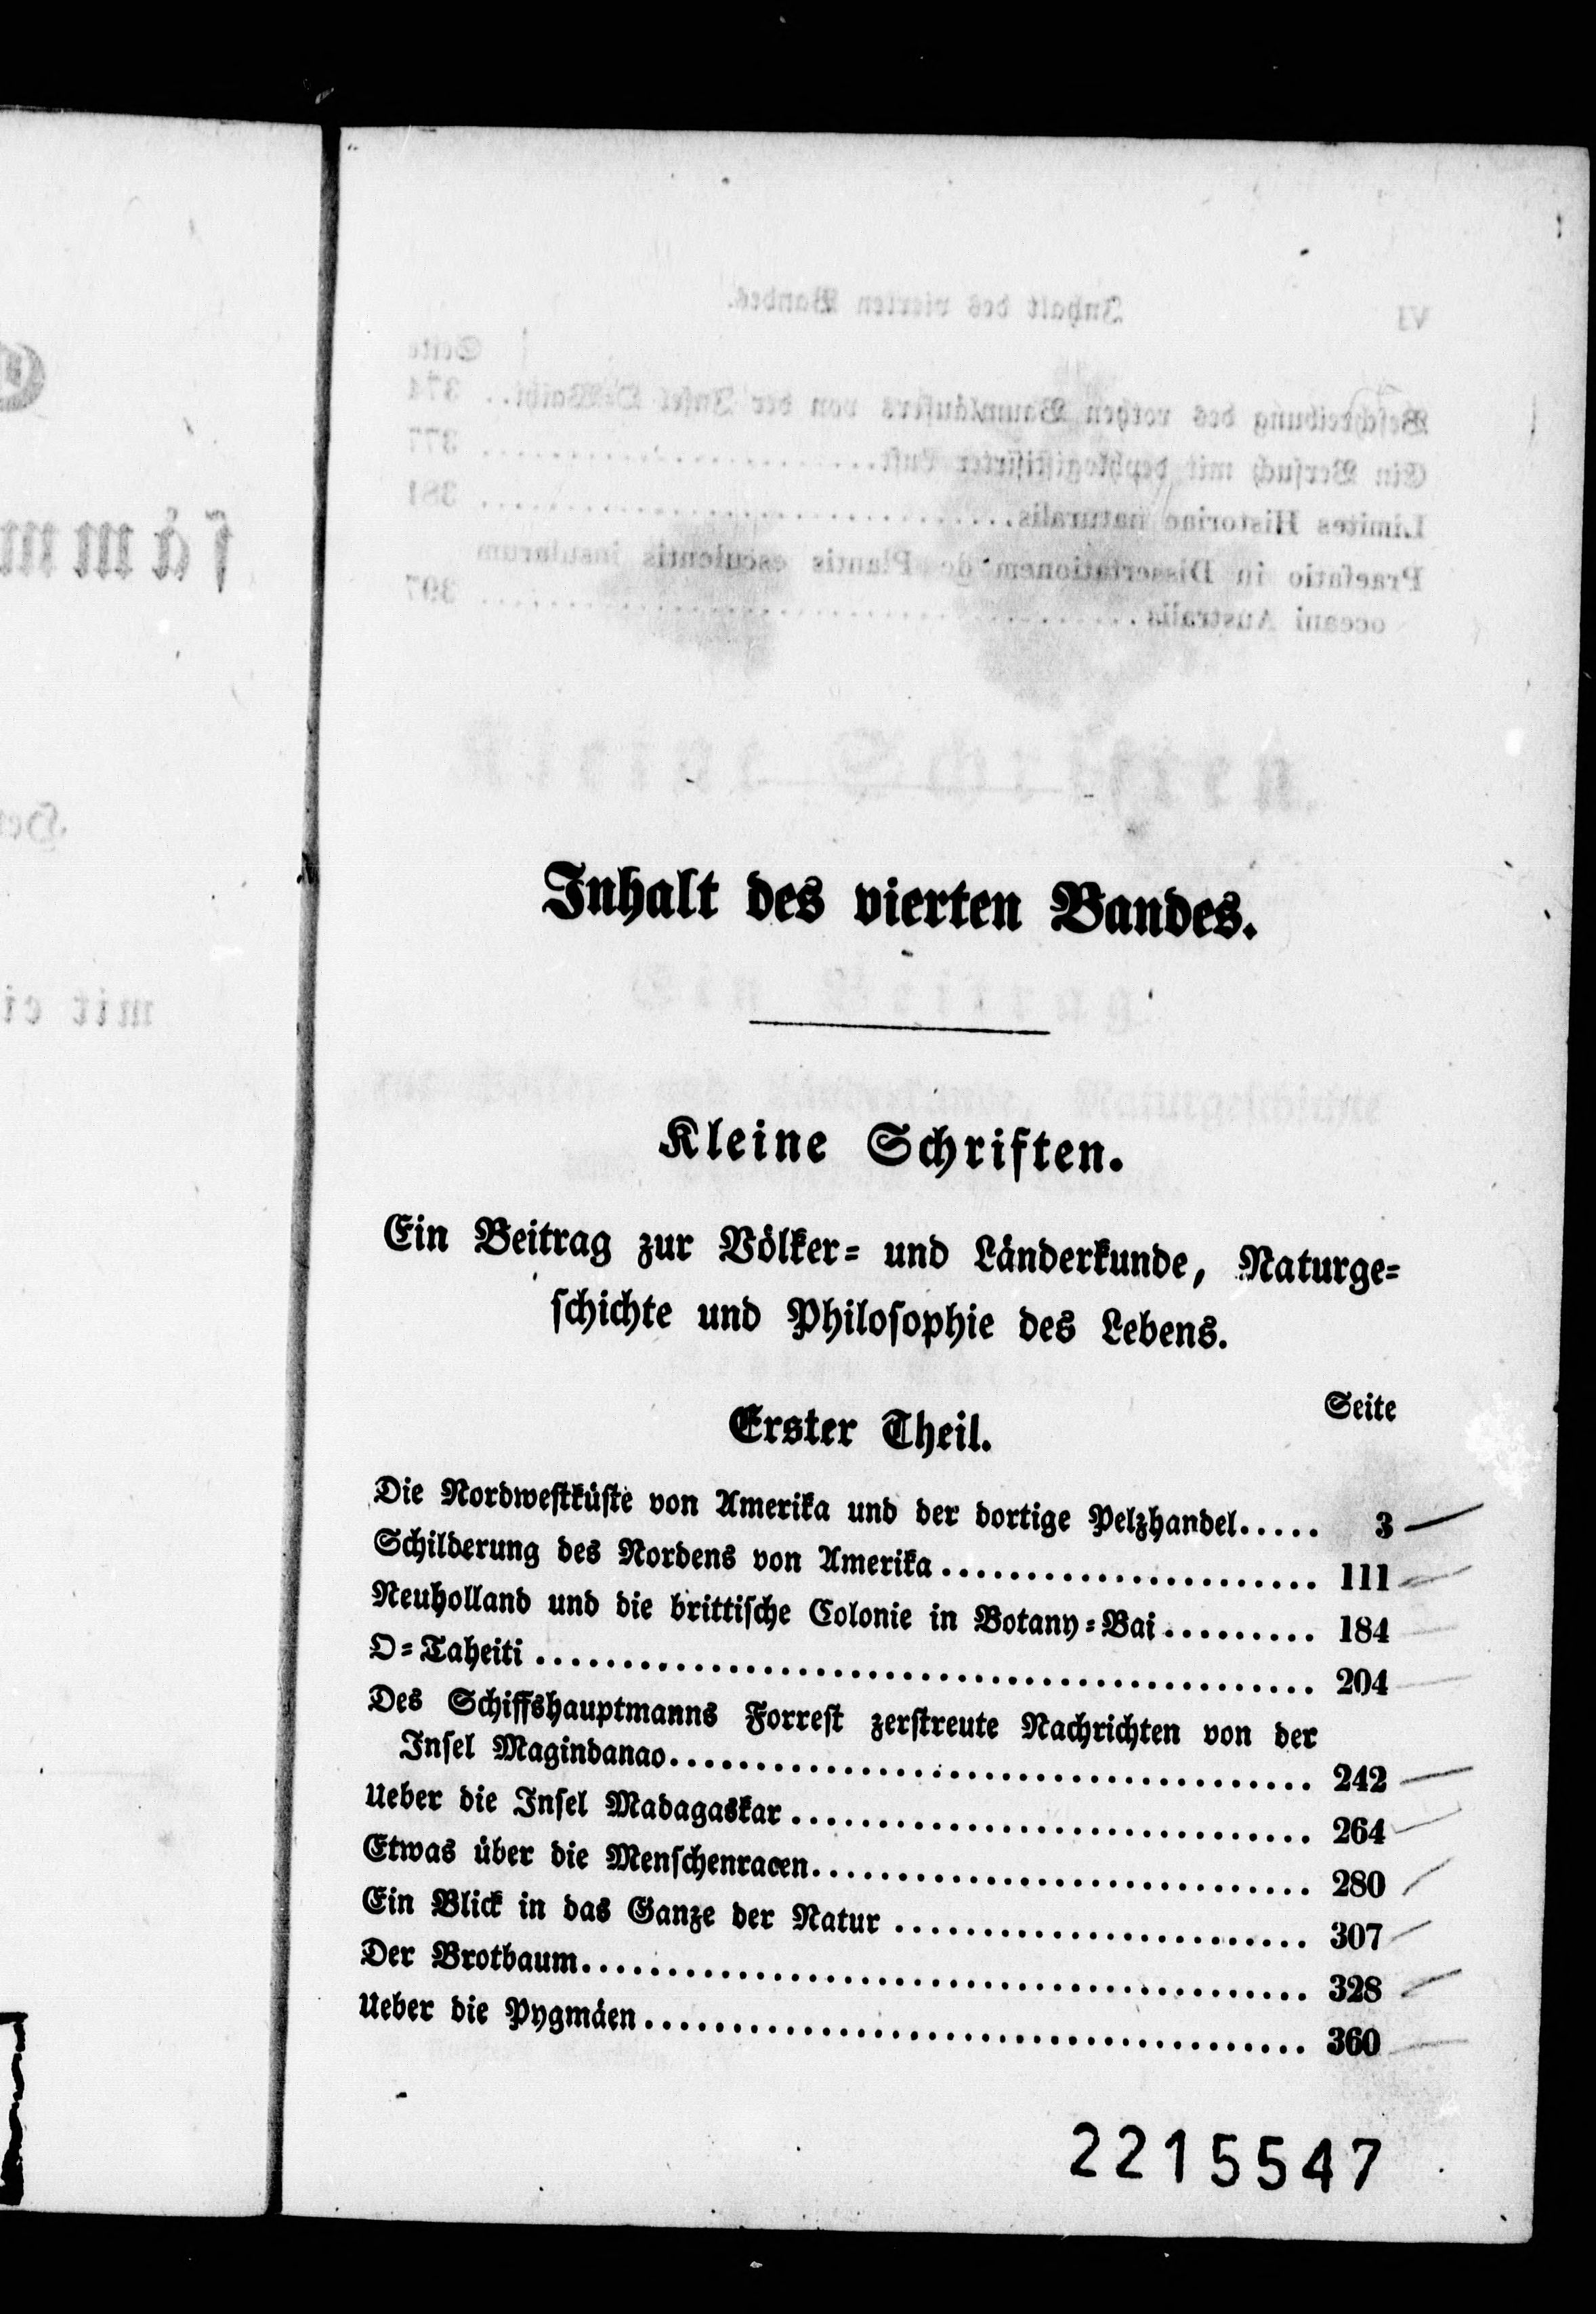 Inhalt des vierten Bandes.
Kleine Schriften.
Ein Beitrag zur Völker= und Länderkunde, Naturge=
schichte und Philosophie des Lebens.
Seite
Erster Theil.
Die Nordwestküste von Amerika und der dortige Pelzhandel..... 3
Schilderung des Nordens von Amerika...................... 111
Neuholland und die brittische Colonie in Botany=Bai......... 184
O=Taheiti .............................................. 204
Des Schiffshauptmanns Forrest zerstreute Nachrichten von der
Insel Magindanao...................................... 242
Ueber die Insel Madagaskar............................... 264
Etwas über die Menschenracen............................. 280
Ein Blick in das Ganze der Natur ........................ 307
Der Brotbaum........................................... 328
Ueber die Pygmäen....................................... 360
2215547